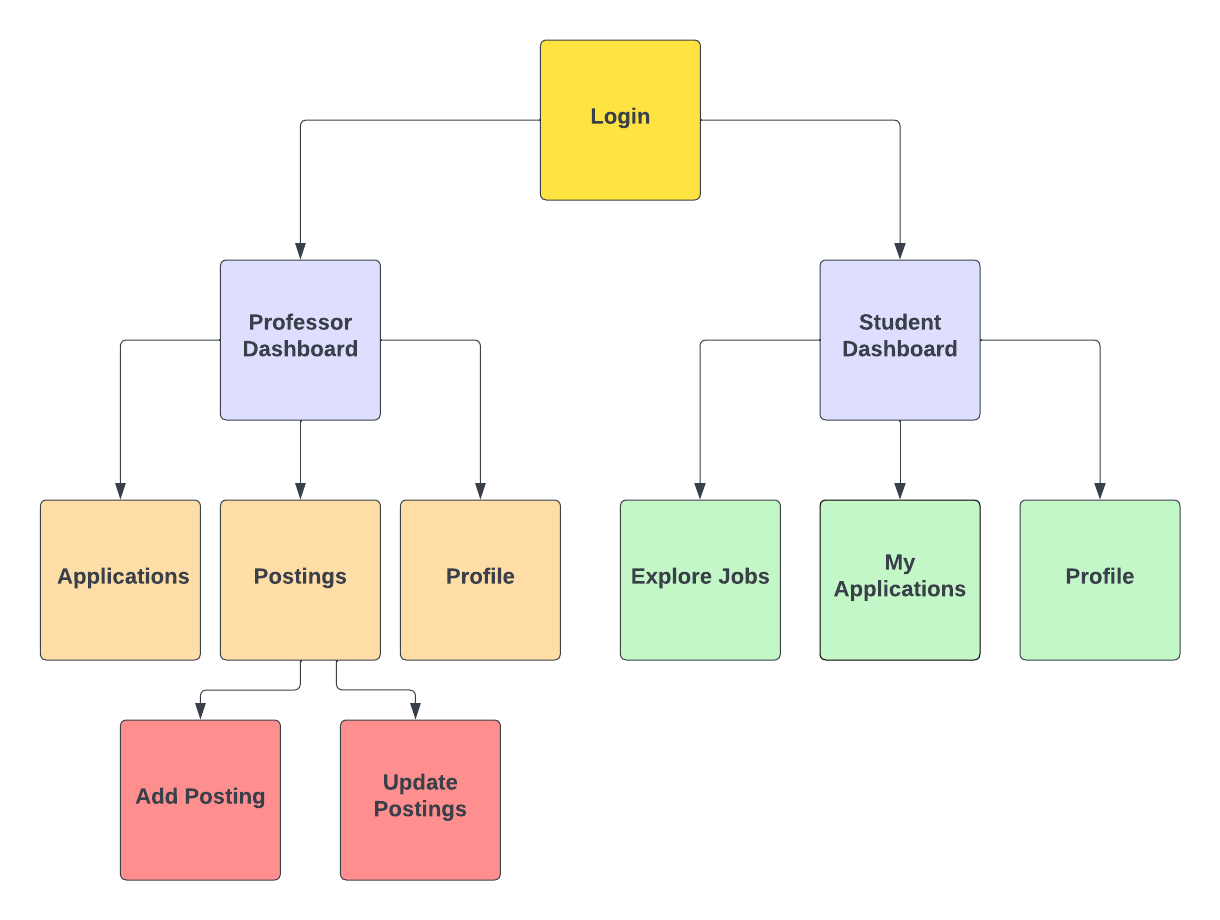 Login
Professor
Dashboard
Student
Dashboard
Applications
Postings
Profile
Explore Jobs
My
Applications
Profile
Add Posting
Update
Postings